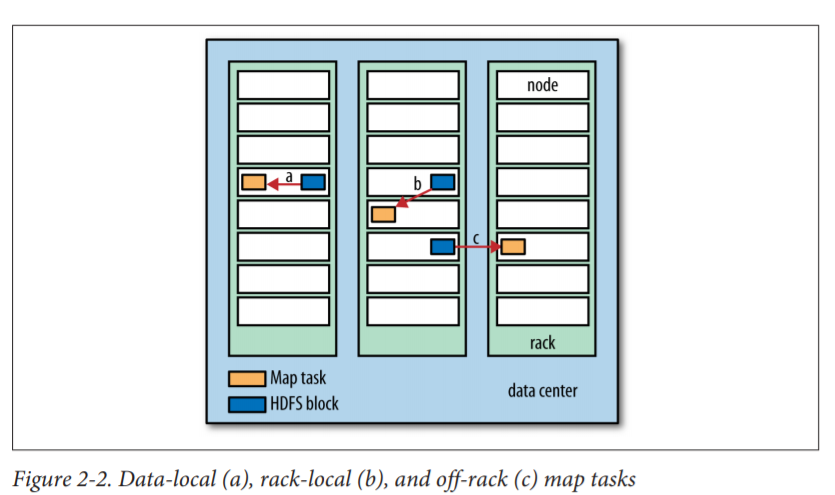 node
a
b
c
rack
Map task
HDFS block
data center
Figure 2-2. Data-local (a), rack-local (b), and off-rack (c) map tasks